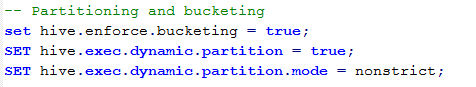 -- Partitioning and bucketing
set hive.enforce.bucketing = true;
SET hive.exec.dynamic.partition = true;
SET hive.exec.dynamic.partition.mode = nonstrict;